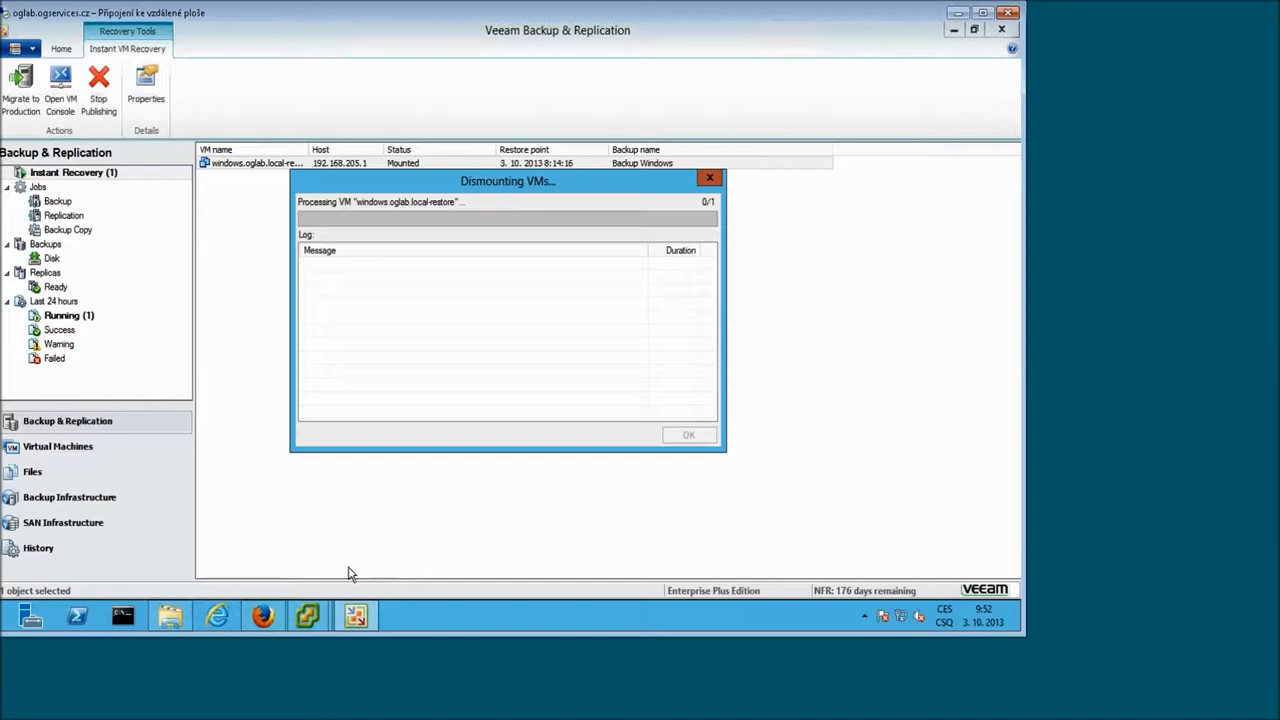 oglab.ogservices.cz – Připojení ke vzdálené ploše
Recovery Tools
Veeam Backup & Replication
Home
Instant VM Recovery
Migrate to Production
Open VM Console
Stop Publishing
Properties
Actions
Details
Backup & Replication
Instant Recovery (1)
Jobs
Backup
Replication
Backup Copy
Backups
Disk
Replicas
Ready
Last 24 hours
Running (1)
Success
Warning
Failed
Backup & Replication
Virtual Machines
Files
Backup Infrastructure
SAN Infrastructure
History
VM name Host Status Restore point Backup name
windows.oglab.local-re... 192.168.205.1 Mounted 3. 10. 2013 8:14:16 Backup Windows
Dismounting VMs...
Processing VM "windows.oglab.local-restore"... 0/1
Log:
Message Duration
OK
1 object selected
Enterprise Plus Edition
NFR: 176 days remaining
veeam
CES 9:52
CSQ 3. 10. 2013